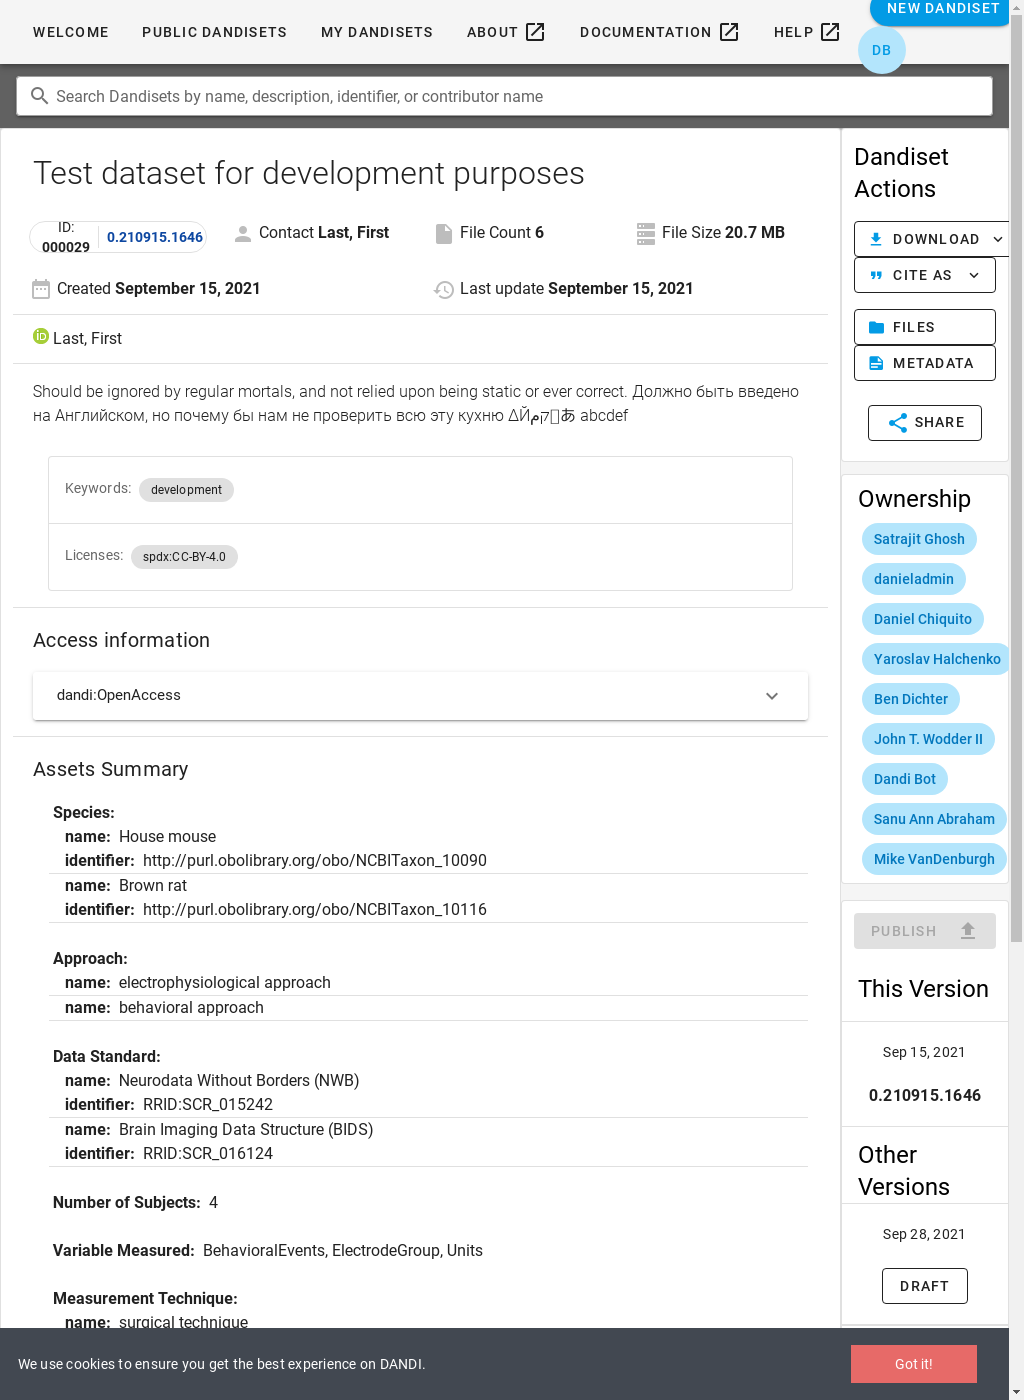 WELCOME PUBLIC DANDISETS MY DANDISETS ABOUT DOCUMENTATION HELP
NEW DANDISET
DB
Search Dandisets by name, description, identifier, or contributor name
Test dataset for development purposes
ID: 000029 0.210915.1646 Contact Last, First File Count 6 File Size 20.7 MB
Created September 15, 2021 Last update September 15, 2021
iD Last, First
Should be ignored by regular mortals, and not relied upon being static or ever correct. Должно быть введено
на Английском, но почему бы нам не проверить всю эту кухню abcdef
Keywords: development
Licenses: spdx:CC-BY-4.0
Access information
dandi:OpenAccess
Assets Summary
Species:
name: House mouse
identifier: http://purl.obolibrary.org/obo/NCBITaxon_10090
name: Brown rat
identifier: http://purl.obolibrary.org/obo/NCBITaxon_10116
Approach:
name: electrophysiological approach
name: behavioral approach
Data Standard:
name: Neurodata Without Borders (NWB)
identifier: RRID:SCR_015242
name: Brain Imaging Data Structure (BIDS)
identifier: RRID:SCR_016124
Number of Subjects: 4
Variable Measured: BehavioralEvents, ElectrodeGroup, Units
Measurement Technique:
name: surgical technique
Dandiset
Actions
DOWNLOAD
CITE AS
FILES
METADATA
SHARE
Ownership
Satrajit Ghosh
danieladmin
Daniel Chiquito
Yaroslav Halchenko
Ben Dichter
John T. Wodder II
Dandi Bot
Sanu Ann Abraham
Mike VanDenburgh
PUBLISH
This Version
Sep 15, 2021
0.210915.1646
Other
Versions
Sep 28, 2021
DRAFT
We use cookies to ensure you get the best experience on DANDI.
Got it!